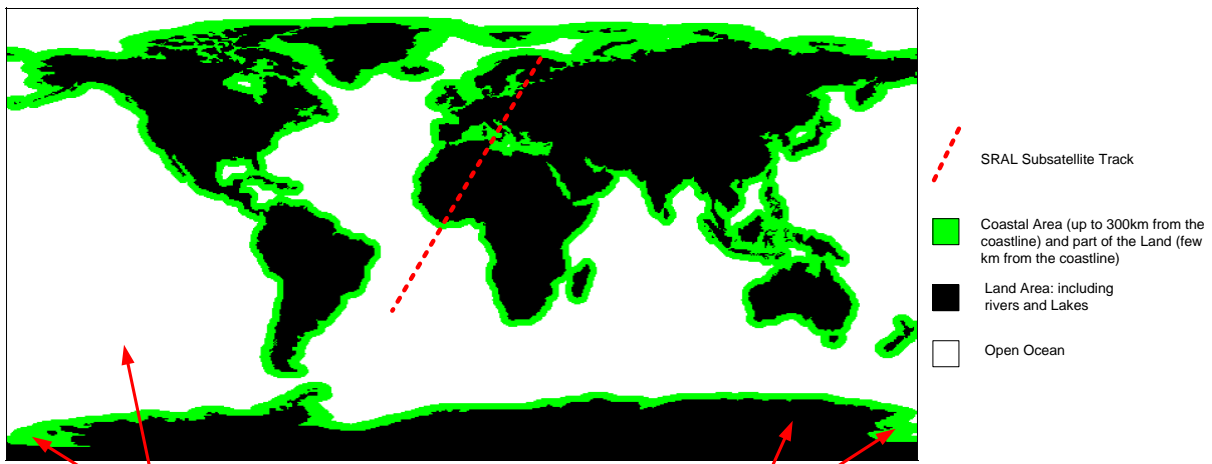 SRAL Subsatellite Track
Coastal Area (up to 300km from the
coastline) and part of the Land (few
km from the coastline)
Land Area: including
rivers and Lakes
Open Ocean